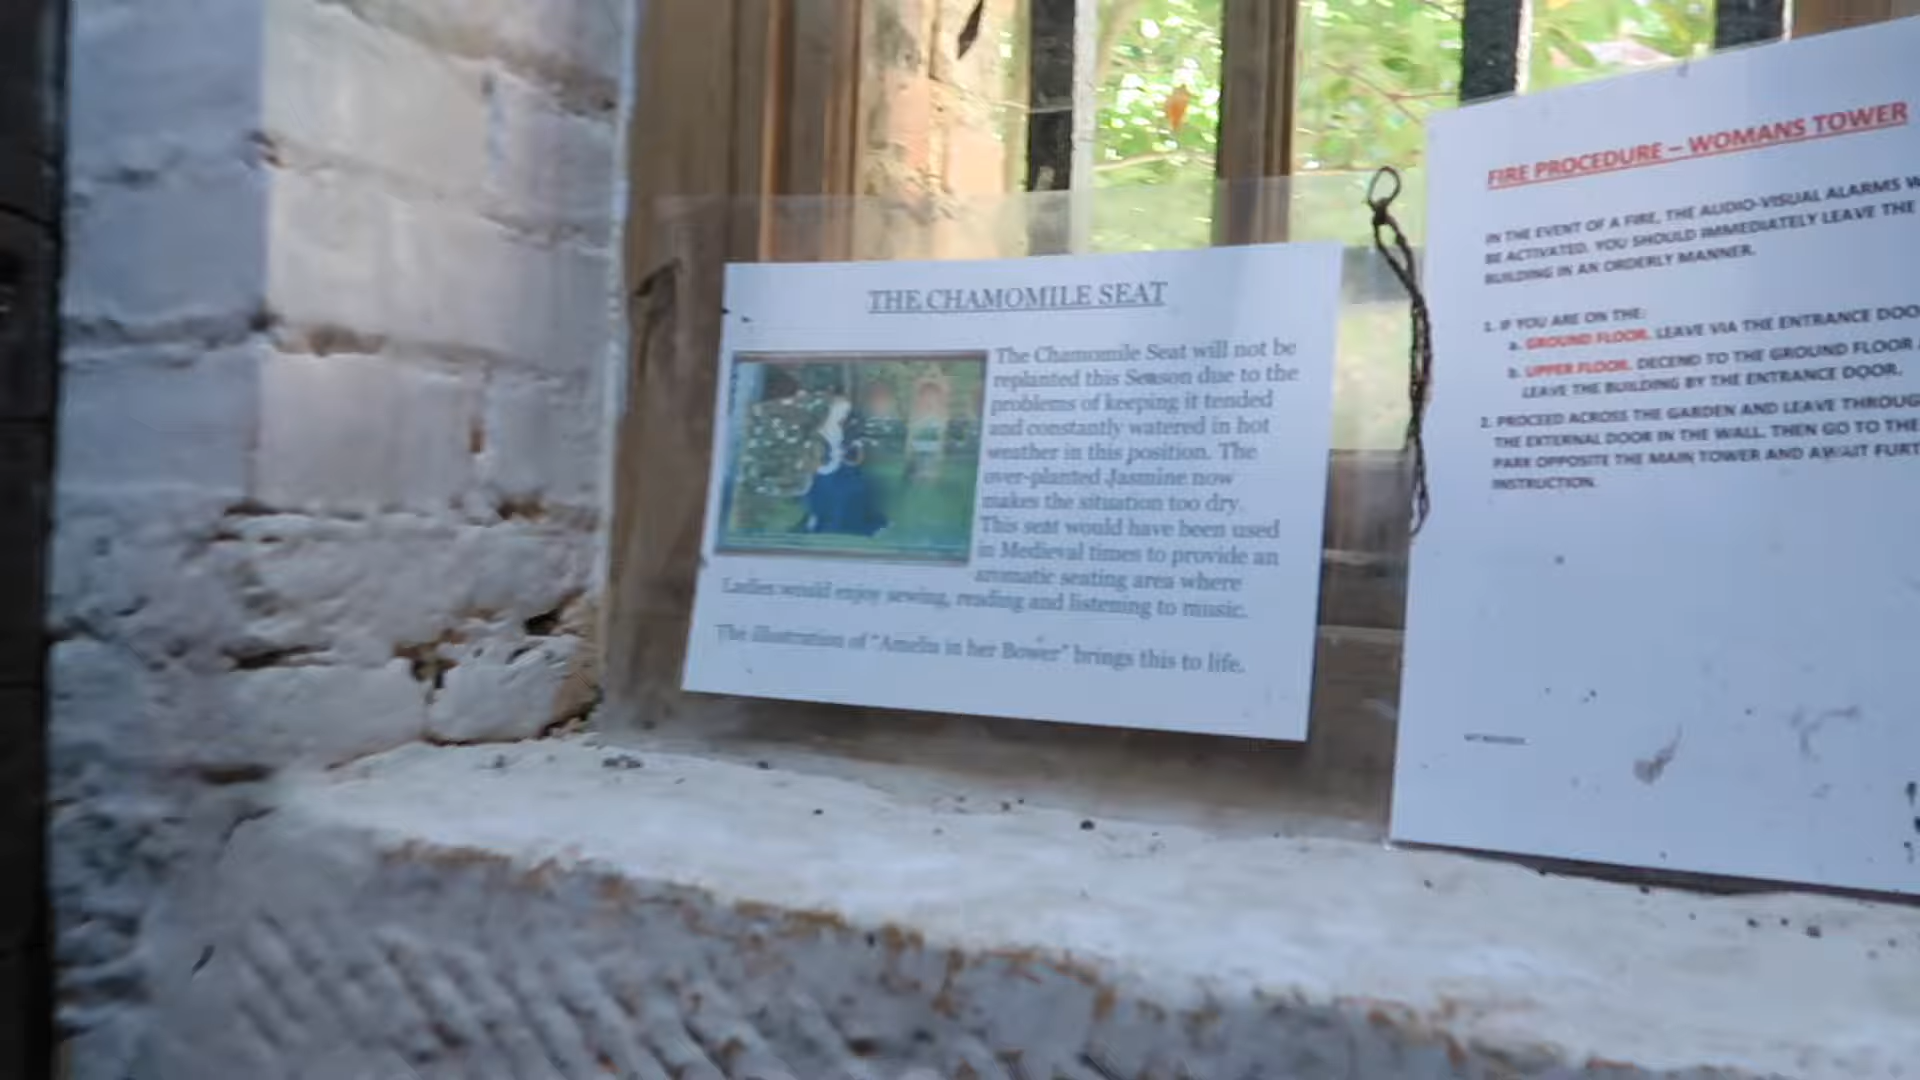 THE CHAMOMILE SEAT
The Chamomile Seat will not be
replanted this Season due to the
problems of keeping it tended
and constantly watered in hot
weather in this position. The
over-planted Jasmine now
makes the situation too dry.
This seat would have been used
in Medieval times to provide an
aromatic seating area where
Ladies would enjoy sewing, reading and listening to music.
The illustration of "Amelia in her Bower" brings this to life.
FIRE PROCEDURE – WOMANS TOWER
IN THE EVENT OF A FIRE, THE AUDIO-VISUAL ALARMS
BE ACTIVATED. YOU SHOULD IMMEDIATELY LEAVE THE
BUILDING IN AN ORDERLY MANNER.
1. IF YOU ARE ON THE:
a. GROUND FLOOR. LEAVE VIA THE ENTRANCE DOO
b. UPPER FLOOR. DECEND TO THE GROUND FLOOR
LEAVE THE BUILDING BY THE ENTRANCE DOOR.
2. PROCEED ACROSS THE GARDEN AND LEAVE THROUG
THE EXTERNAL DOOR IN THE WALL. THEN GO TO THE
PARK OPPOSITE THE MAIN TOWER AND AWAIT FURT
INSTRUCTION.